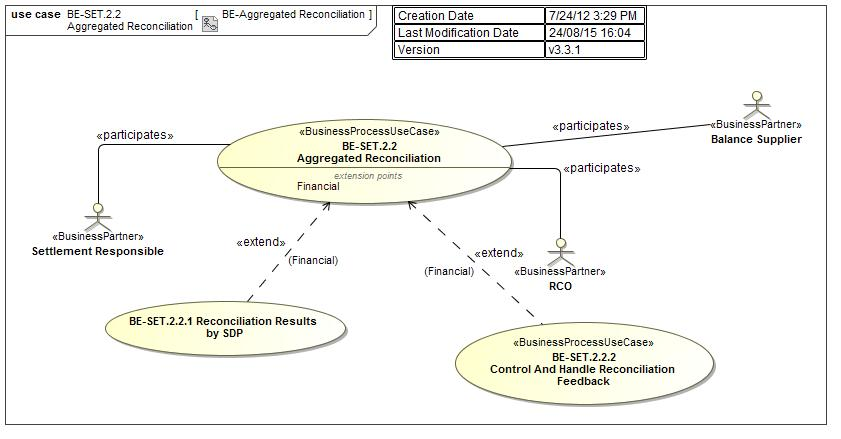 use case BE-SET.2.2 [ BE-Aggregated Reconciliation ]
Aggregated Reconciliation
Creation Date 7/24/12 3:29 PM
Last Modification Date 24/08/15 16:04
Version v3.3.1
«BusinessProcessUseCase»
BE-SET.2.2
Aggregated Reconciliation
extension points
Financial
«participates»
«participates»
«participates»
«BusinessPartner»
Balance Supplier
«BusinessPartner»
Settlement Responsible
«BusinessPartner»
RCO
«extend»
(Financial)
«extend»
(Financial)
BE-SET.2.2.1 Reconciliation Results
by SDP
«BusinessProcessUseCase»
BE-SET.2.2.2
Control And Handle Reconciliation
Feedback